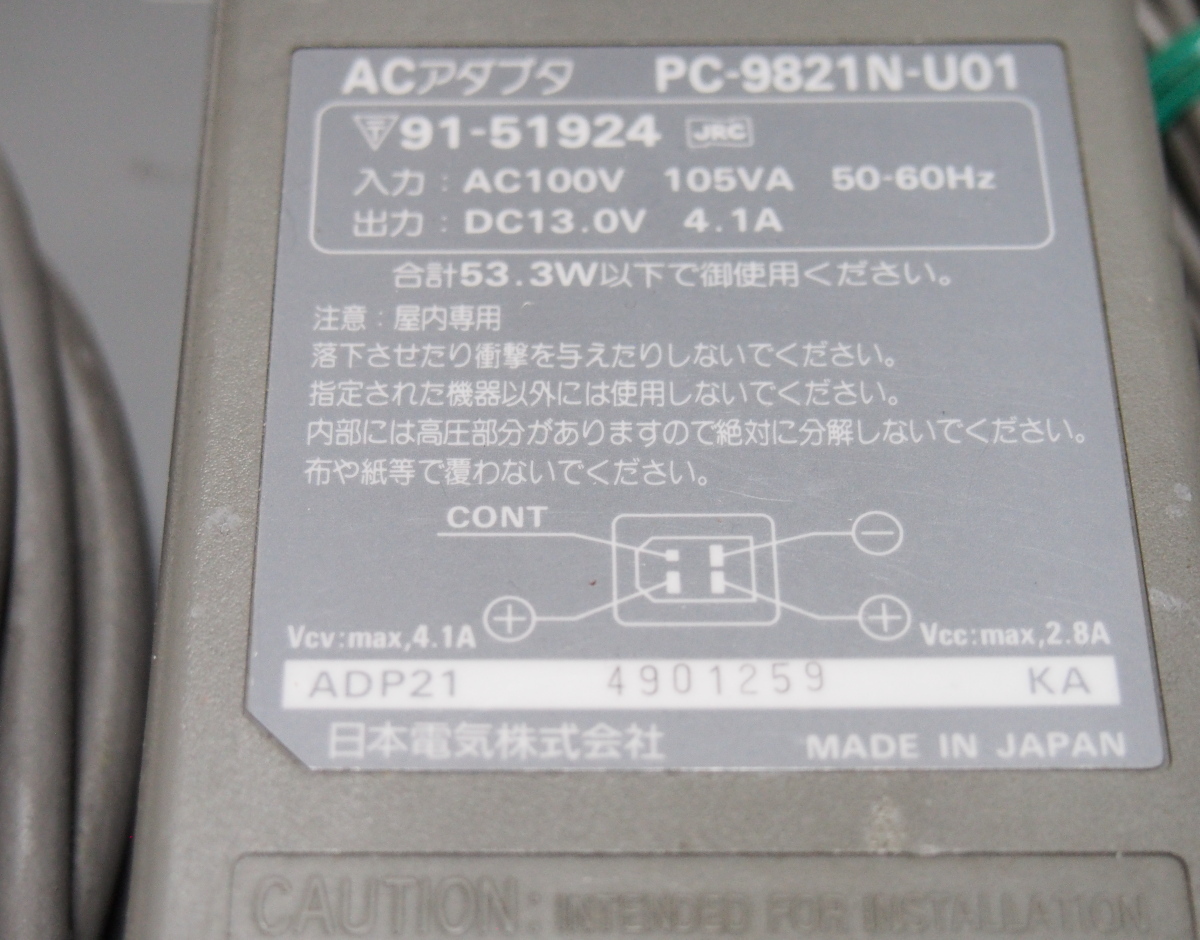 ACアダプタ PC-9821N-U01
〒91-51924 JRC
入力：AC100V 105VA 50-60Hz
出力：DC13.0V 4.1A
合計53.3W以下で御使用ください。
注意：屋内専用
落下させたり衝撃を与えたりしないでください。
指定された機器以外には使用しないでください。
内部には高圧部分がありますので絶対に分解しないでください。
布や紙等で覆わないでください。
CONT
－
＋
＋
Vcv:max,4.1A
Vcc:max,2.8A
ADP21 4901259 KA
日本電気株式会社 MADE IN JAPAN
CAUTION: INTENDED FOR INSTALLATION